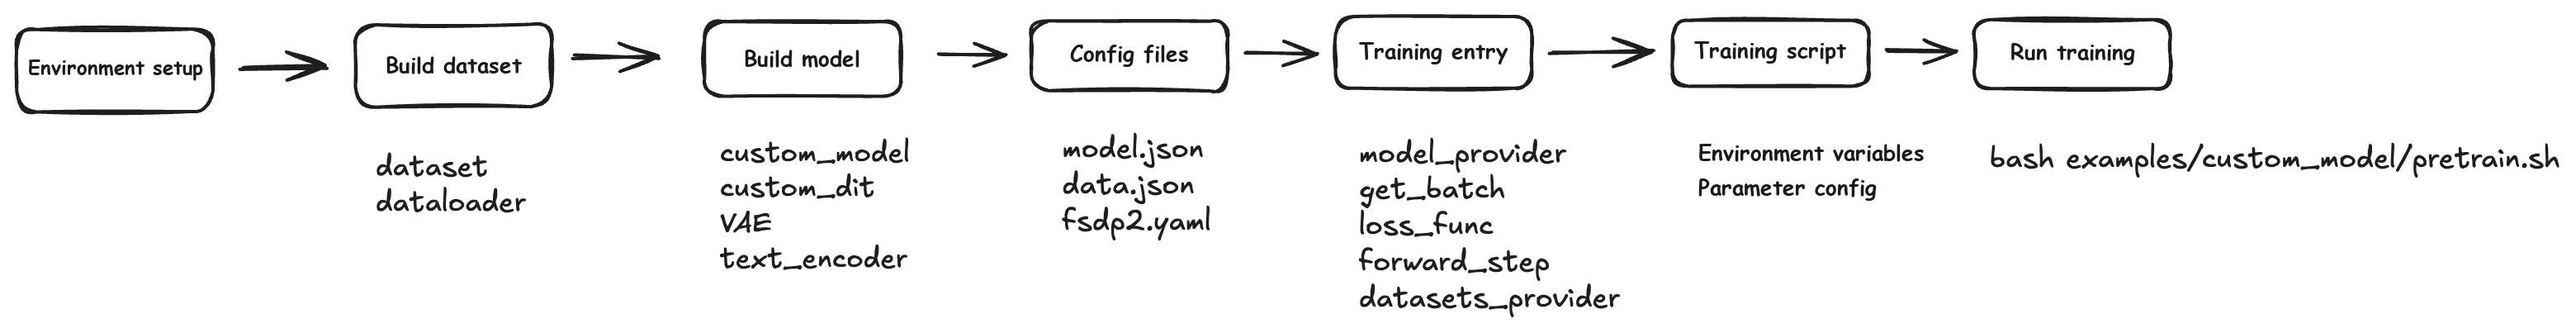 Environment setup
Build dataset
dataset
dataloader
Build model
custom_model
custom_dit
VAE
text_encoder
Config files
model.json
data.json
fsdp2.yaml
Training entry
model_provider
get_batch
loss_func
forward_step
datasets_provider
Training script
Environment variables
Parameter config
Run training
bash examples/custom_model/pretrain.sh